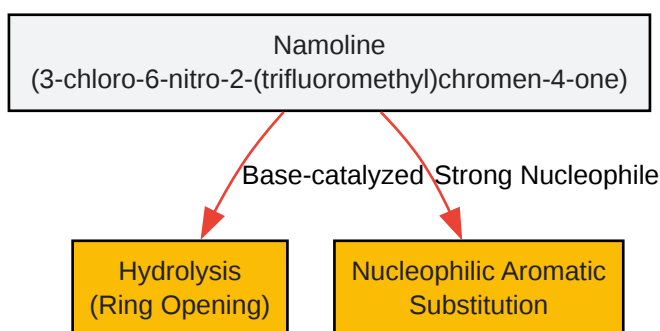 Namoline
(3-chloro-6-nitro-2-(trifluoromethyl)chromen-4-one)
Base-catalyzed
Strong Nucleophile
Hydrolysis
(Ring Opening)
Nucleophilic Aromatic
Substitution